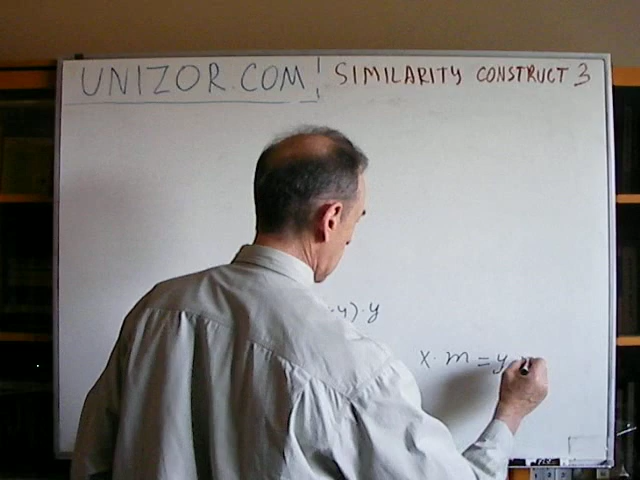 UNIZOR.COM
SIMILARITY CONSTRUCT 3
y) · y
x · m = y